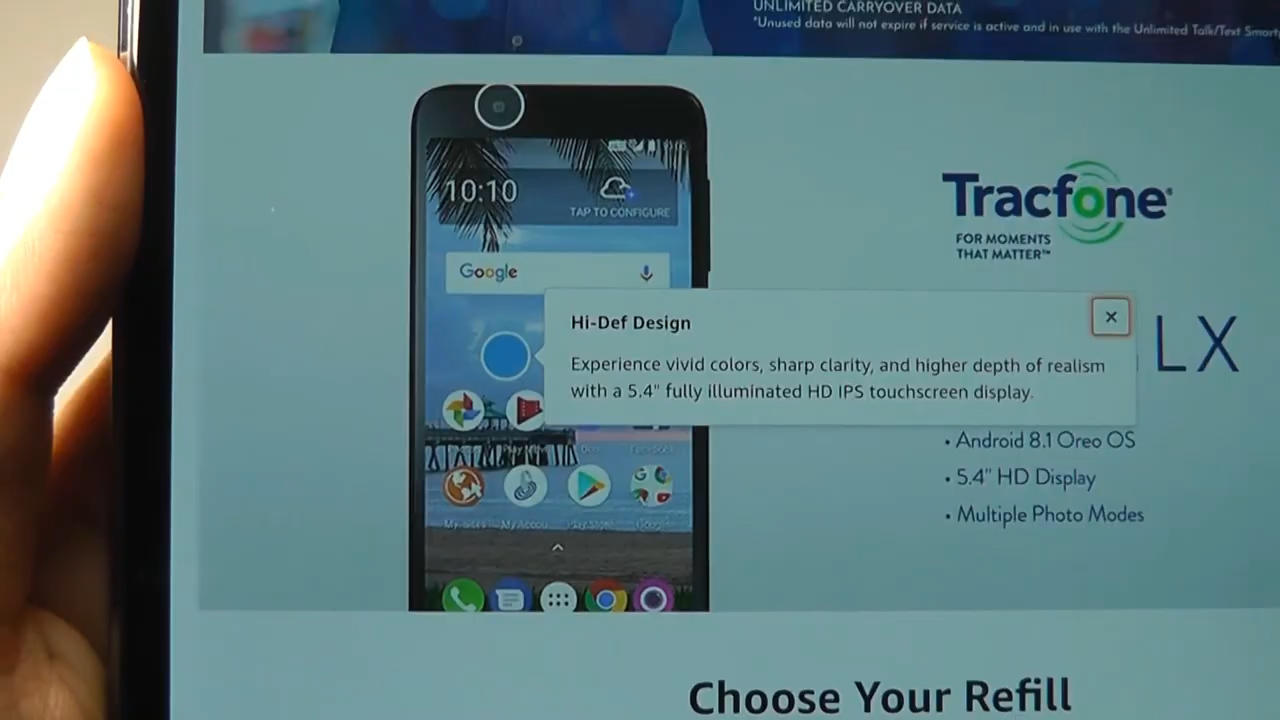 UNLIMITED CARRYOVER DATA
*Unused data will not expire if service is active and in use with the Unlimited Talk/Text
10:10
TAP TO CONFIGURE
Google
Tracfone
FOR MOMENTS
THAT MATTER™
Hi-Def Design
×
Experience vivid colors, sharp clarity, and higher depth of realism
with a 5.4" fully illuminated HD IPS touchscreen display.
LX
• Android 8.1 Oreo OS
• 5.4" HD Display
• Multiple Photo Modes
Play Store
Choose Your Refill